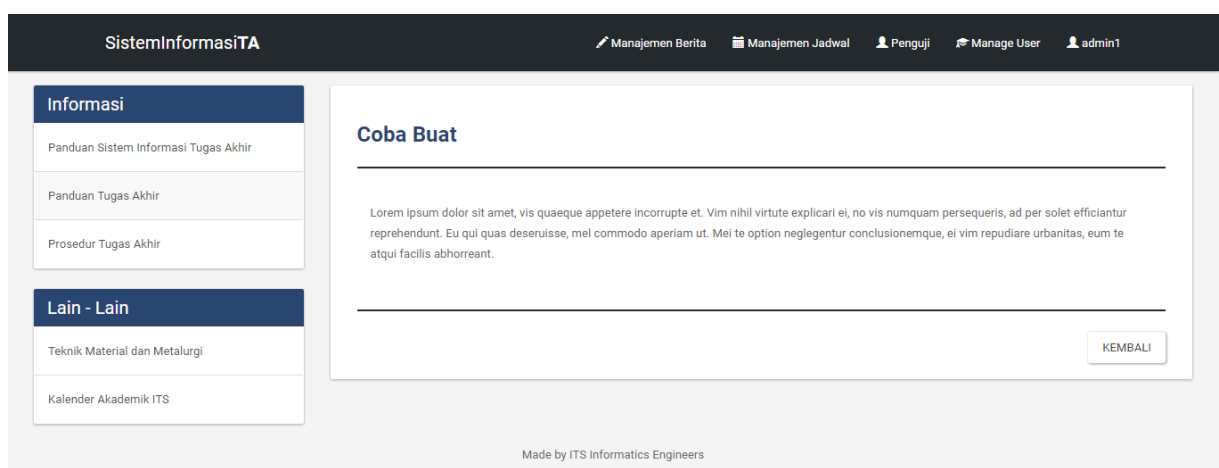 SistemInformasiTA
Manajemen Berita
Manajemen Jadwal
Penguji
Manage User
admin1
Informasi
Panduan Sistem Informasi Tugas Akhir
Panduan Tugas Akhir
Prosedur Tugas Akhir
Lain - Lain
Teknik Material dan Metalurgi
Kalender Akademik ITS
Coba Buat
Lorem ipsum dolor sit amet, vis quaeque appetere incorrupte et. Vim nihil virtute explicari ei, no vis numquam persequeris, ad per solet efficiantur
reprehendunt. Eu qui quas deseruisse, mel commodo aperiam ut. Mei te option neglegentur conclusionemque, ei vim repudiare urbanitas, eum te
atqui facilis abhorreant.
KEMBALI
Made by ITS Informatics Engineers